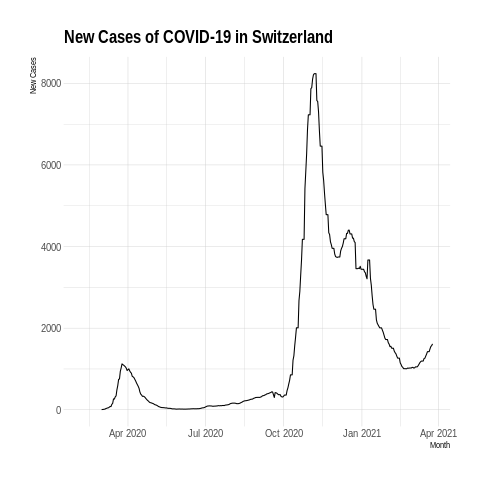 New Cases of COVID-19 in Switzerland
New Cases
8000
6000
4000
2000
0
Apr 2020 Jul 2020 Oct 2020 Jan 2021 Apr 2021
Month